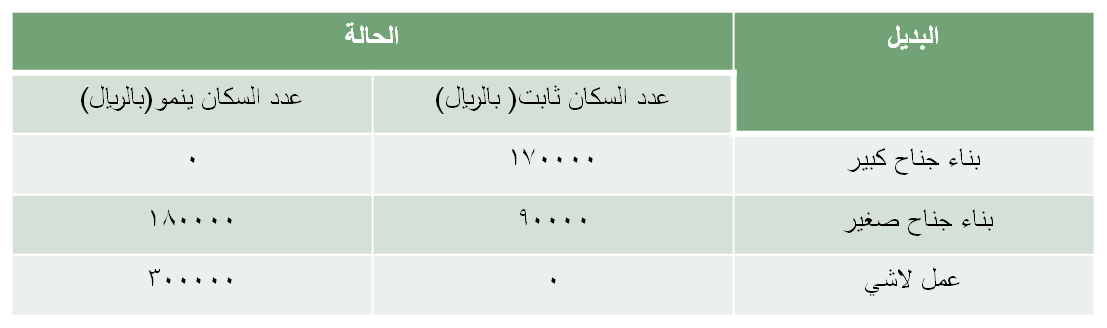 البديل الحالة
عدد السكان ثابت( بالريال) عدد السكان ينمو(بالريال)
بناء جناح كبير ١٧٠٠٠٠ ٠
بناء جناح صغير ٩٠٠٠٠ ١٨٠٠٠٠
عمل لاشي ٠ ٣٠٠٠٠٠